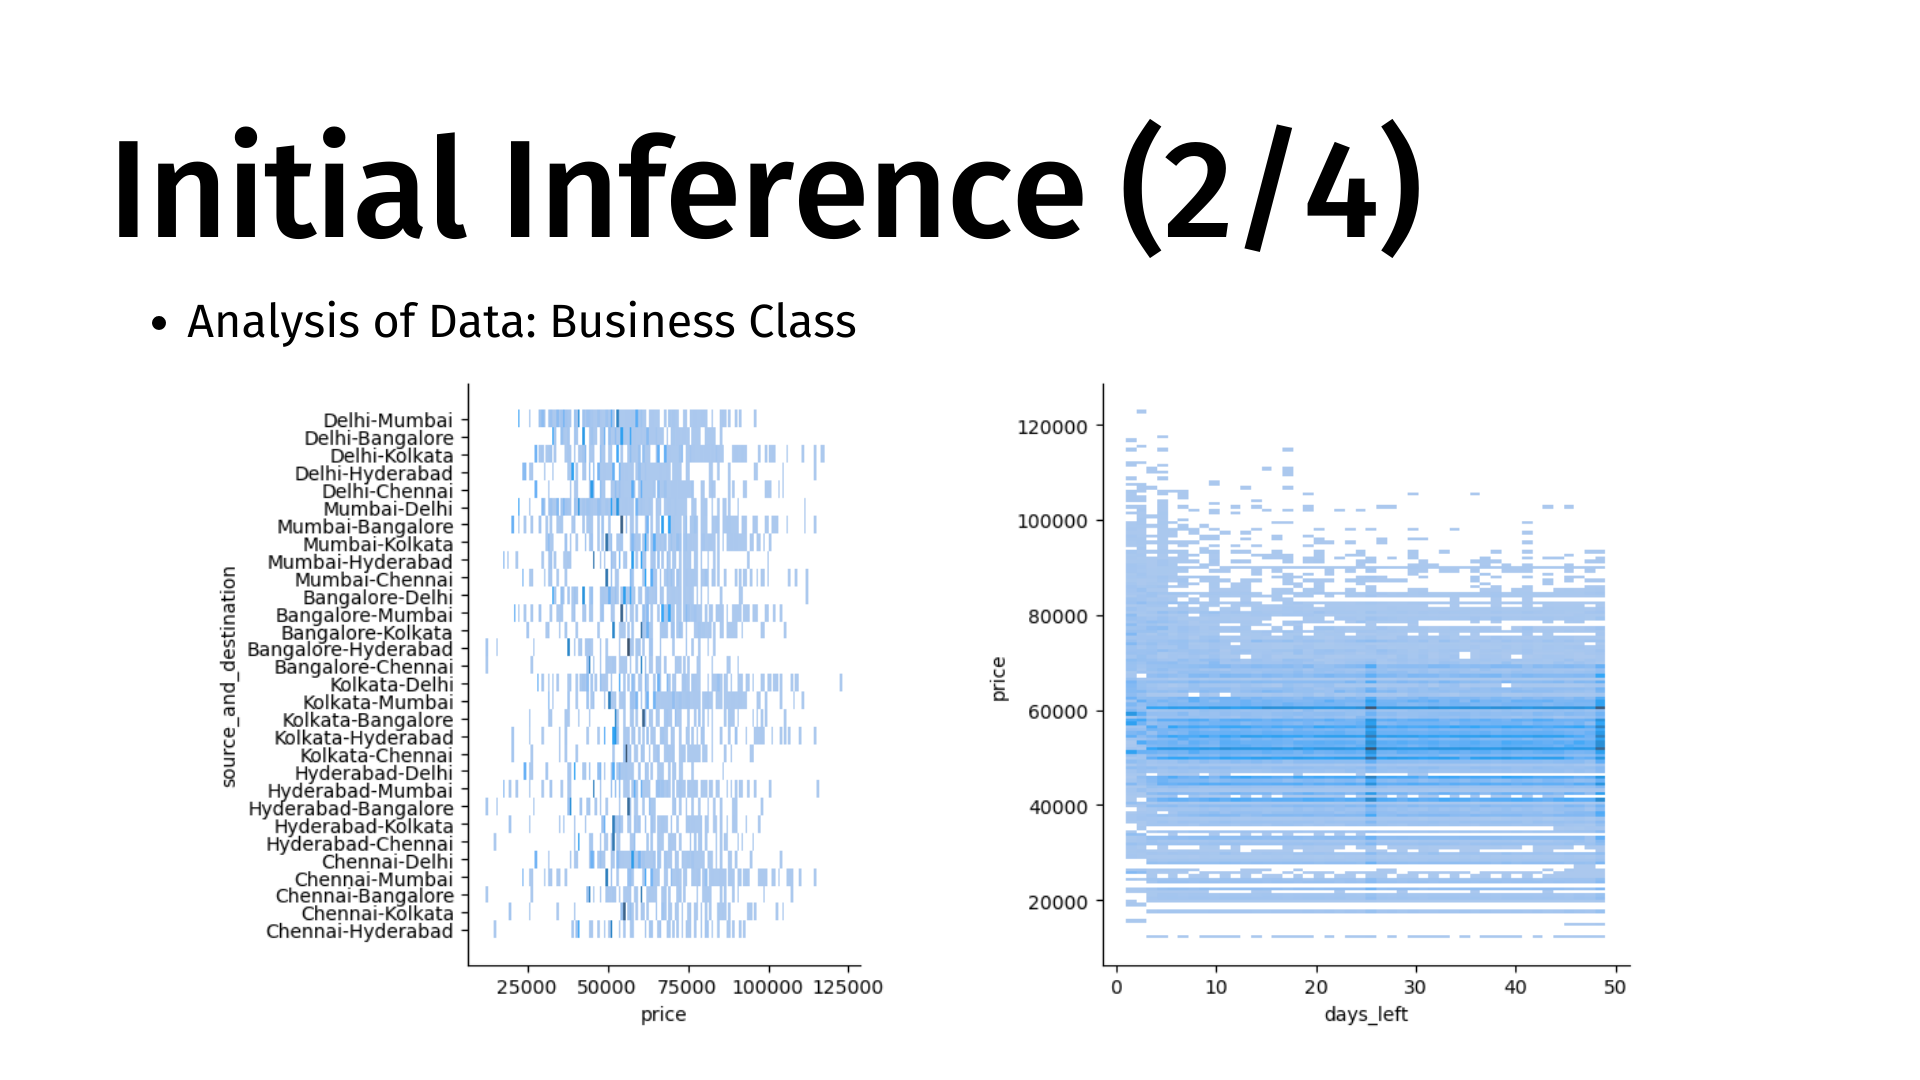 Initial Inference (2/4)
• Analysis of Data: Business Class
source_and_destination
Delhi-Mumbai
Delhi-Bangalore
Delhi-Kolkata
Delhi-Hyderabad
Delhi-Chennai
Mumbai-Delhi
Mumbai-Bangalore
Mumbai-Kolkata
Mumbai-Hyderabad
Mumbai-Chennai
Bangalore-Delhi
Bangalore-Mumbai
Bangalore-Kolkata
Bangalore-Hyderabad
Bangalore-Chennai
Kolkata-Delhi
Kolkata-Mumbai
Kolkata-Bangalore
Kolkata-Hyderabad
Kolkata-Chennai
Hyderabad-Delhi
Hyderabad-Mumbai
Hyderabad-Bangalore
Hyderabad-Kolkata
Hyderabad-Chennai
Chennai-Delhi
Chennai-Mumbai
Chennai-Bangalore
Chennai-Kolkata
Chennai-Hyderabad
25000 50000 75000 100000 125000
price
price
120000
100000
80000
60000
40000
20000
0 10 20 30 40 50
days_left